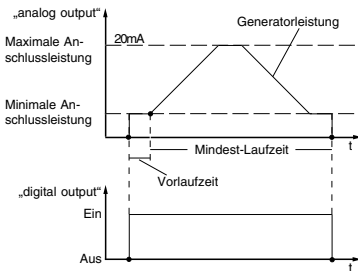 „analog output“
Generatorleistung
Maximale An-
schlussleistung
20mA
Minimale An-
schlussleistung
t
Mindest-Laufzeit
Vorlaufzeit
„digital output“
Ein
Aus
t